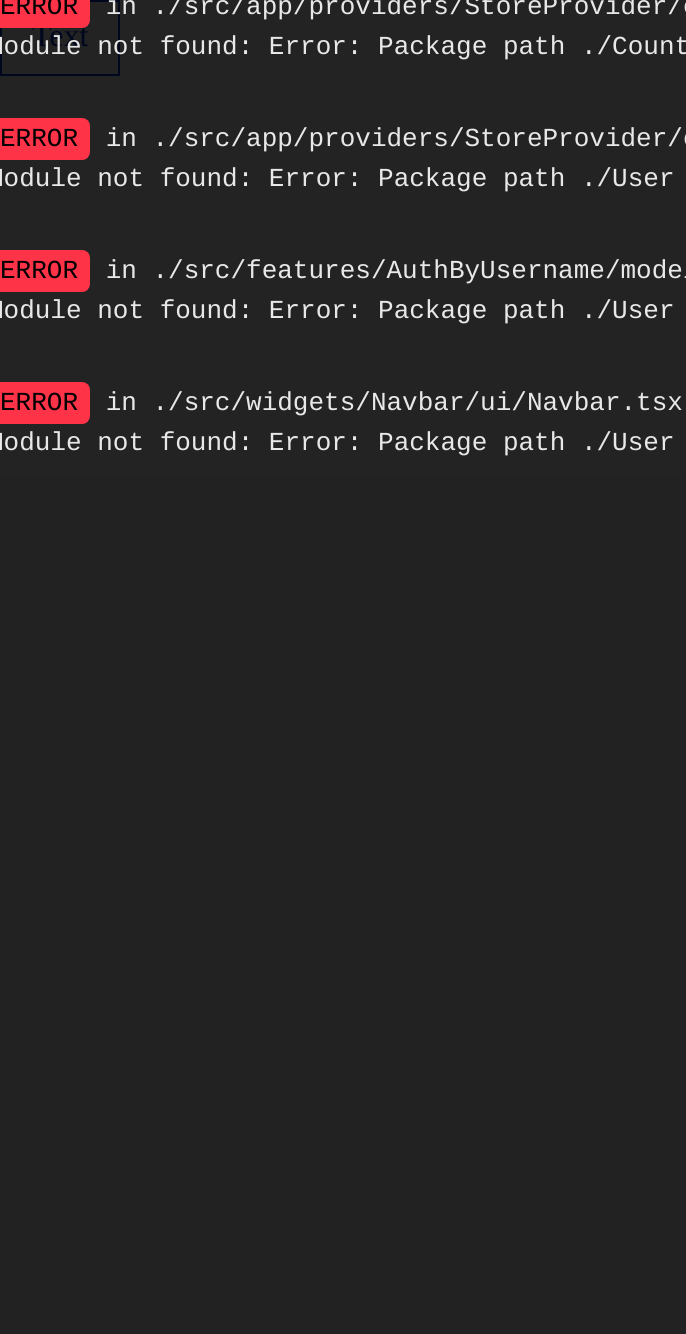 ERROR in ./src/app/providers/StoreProvider/
Module not found: Error: Package path ./Count
Text
ERROR in ./src/app/providers/StoreProvider/
Module not found: Error: Package path ./User
ERROR in ./src/features/AuthByUsername/mode
Module not found: Error: Package path ./User
ERROR in ./src/widgets/Navbar/ui/Navbar.tsx
Module not found: Error: Package path ./User